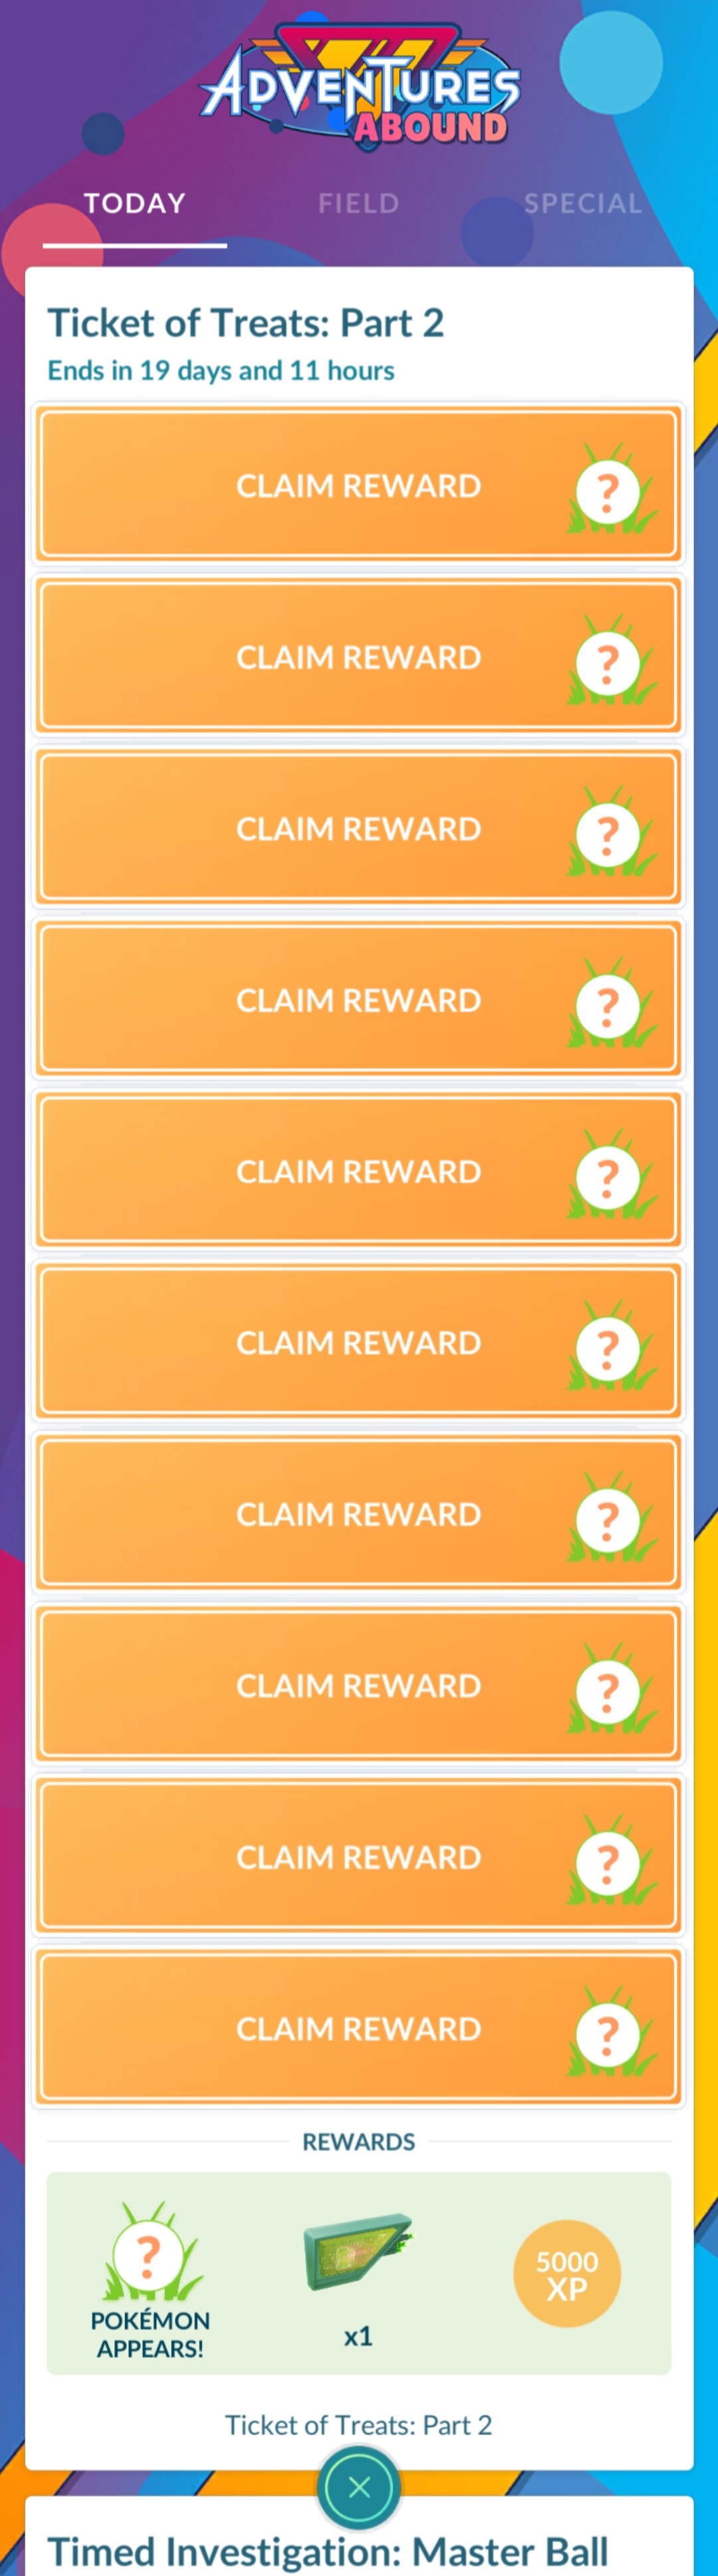 ADVENTURES
ABOUND
TODAY FIELD SPECIAL
Ticket of Treats: Part 2
Ends in 19 days and 11 hours
CLAIM REWARD ?
CLAIM REWARD ?
CLAIM REWARD ?
CLAIM REWARD ?
CLAIM REWARD ?
CLAIM REWARD ?
CLAIM REWARD ?
CLAIM REWARD ?
CLAIM REWARD ?
CLAIM REWARD ?
REWARDS
?
POKÉMON
APPEARS!
x1
5000
XP
Ticket of Treats: Part 2
Timed Investigation: Master Ball